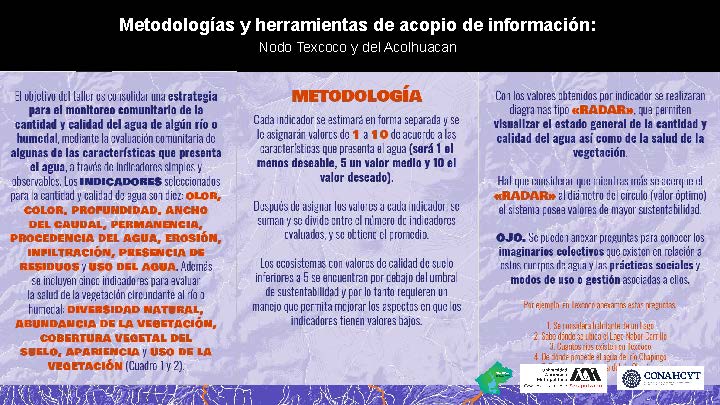 Metodologías y herramientas de acopio de información:
Nodo Texcoco y del Acolhuacan
El objetivo del taller es consolidar una estrategia
para el monitoreo comunitario de la
cantidad y calidad del agua de algún río o
humedal, mediante la evaluación comunitaria de
algunas de las características que presenta
el agua, a través de indicadores simples y
observables. Los INDICADORES seleccionados
para la cantidad y calidad de agua son diez: OLOR,
COLOR, PROFUNDIDAD, ANCHO
DEL CAUDAL, PERMANENCIA,
PROCEDENCIA DEL AGUA, EROSIÓN,
INFILTRACIÓN, PRESENCIA DE
RESIDUOS y USO DEL AGUA. Además
se incluyen cinco indicadores para evaluar
la salud de la vegetación circundante al río o
humedal: DIVERSIDAD NATURAL,
ABUNDANCIA DE LA VEGETACIÓN,
COBERTURA VEGETAL DEL
SUELO, APARIENCIA y USO DE LA
VEGETACIÓN (Cuadro 1 y 2).
METODOLOGÍA
Cada indicador se estimará en forma separada y se
le asignarán valores de 1 a 10 de acuerdo a las
características que presenta el agua (será 1 el
menos deseable, 5 un valor medio y 10 el
valor deseado).
Después de asignar los valores a cada indicador, se
suman y se divide entre el número de indicadores
evaluados, y se obtiene el promedio.
Los ecosistemas con valores de calidad de suelo
inferiores a 5 se encuentran por debajo del umbral
de sustentabilidad y por lo tanto requieren un
manejo que permita mejorar los aspectos en que los
indicadores tienen valores bajos.
Con los valores obtenidos por indicador se realizaran
diagramas tipo «RADAR», que permiten
visualizar el estado general de la cantidad y
calidad del agua así como de la salud de la
vegetación.
Hay que considerar que mientras más se acerque el
«RADAR» al diámetro del círculo (valor óptimo)
el sistema posee valores de mayor sustentabilidad.
OJO. Se pueden anexar preguntas para conocer los
imaginarios colectivos que existen en relación a
estos cuerpos de agua y las prácticas sociales y
modos de uso o gestión asociadas a ellos.
Por ejemplo, en Texcoco anexamos estas preguntas:
1. Se considera habitante de un Lago
2. Sabe dónde se ubica el Lago Nabor Carrillo
3. Cuántos ríos existen en Texcoco
4. De dónde procede el agua del río Chapingo
Universidad
Autónoma
Metropolitana
CONAHCYT